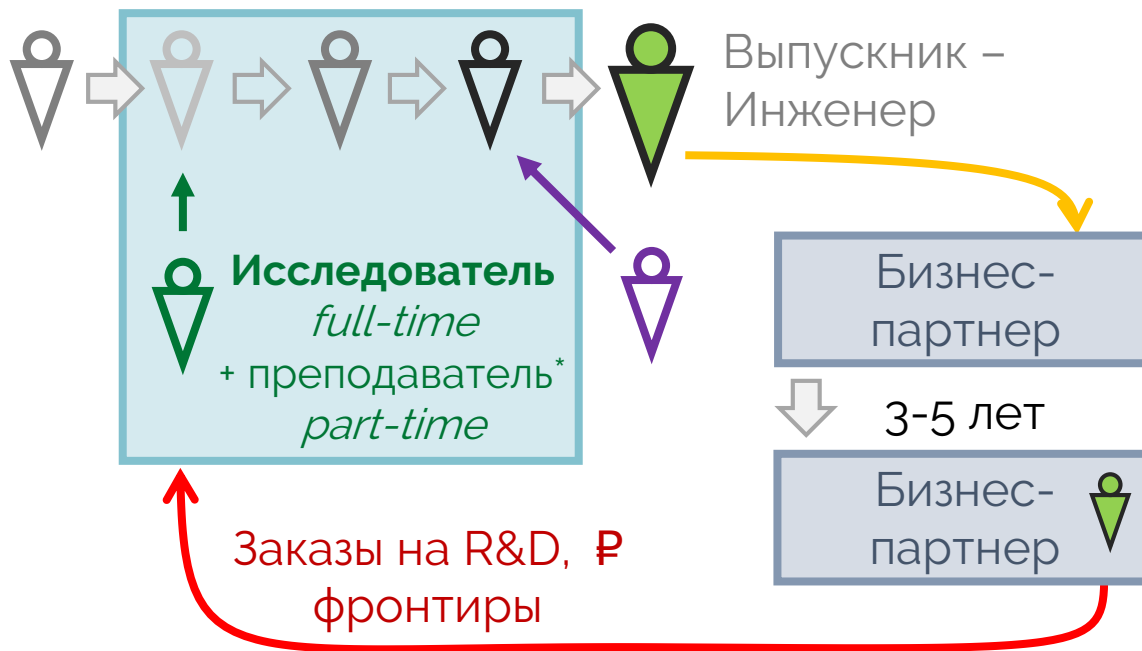 Выпускник –
Инженер
Исследователь
full-time
+ преподаватель*
part-time
Бизнес-
партнер
3-5 лет
Бизнес-
партнер
Заказы на R&D, ₽
фронтиры